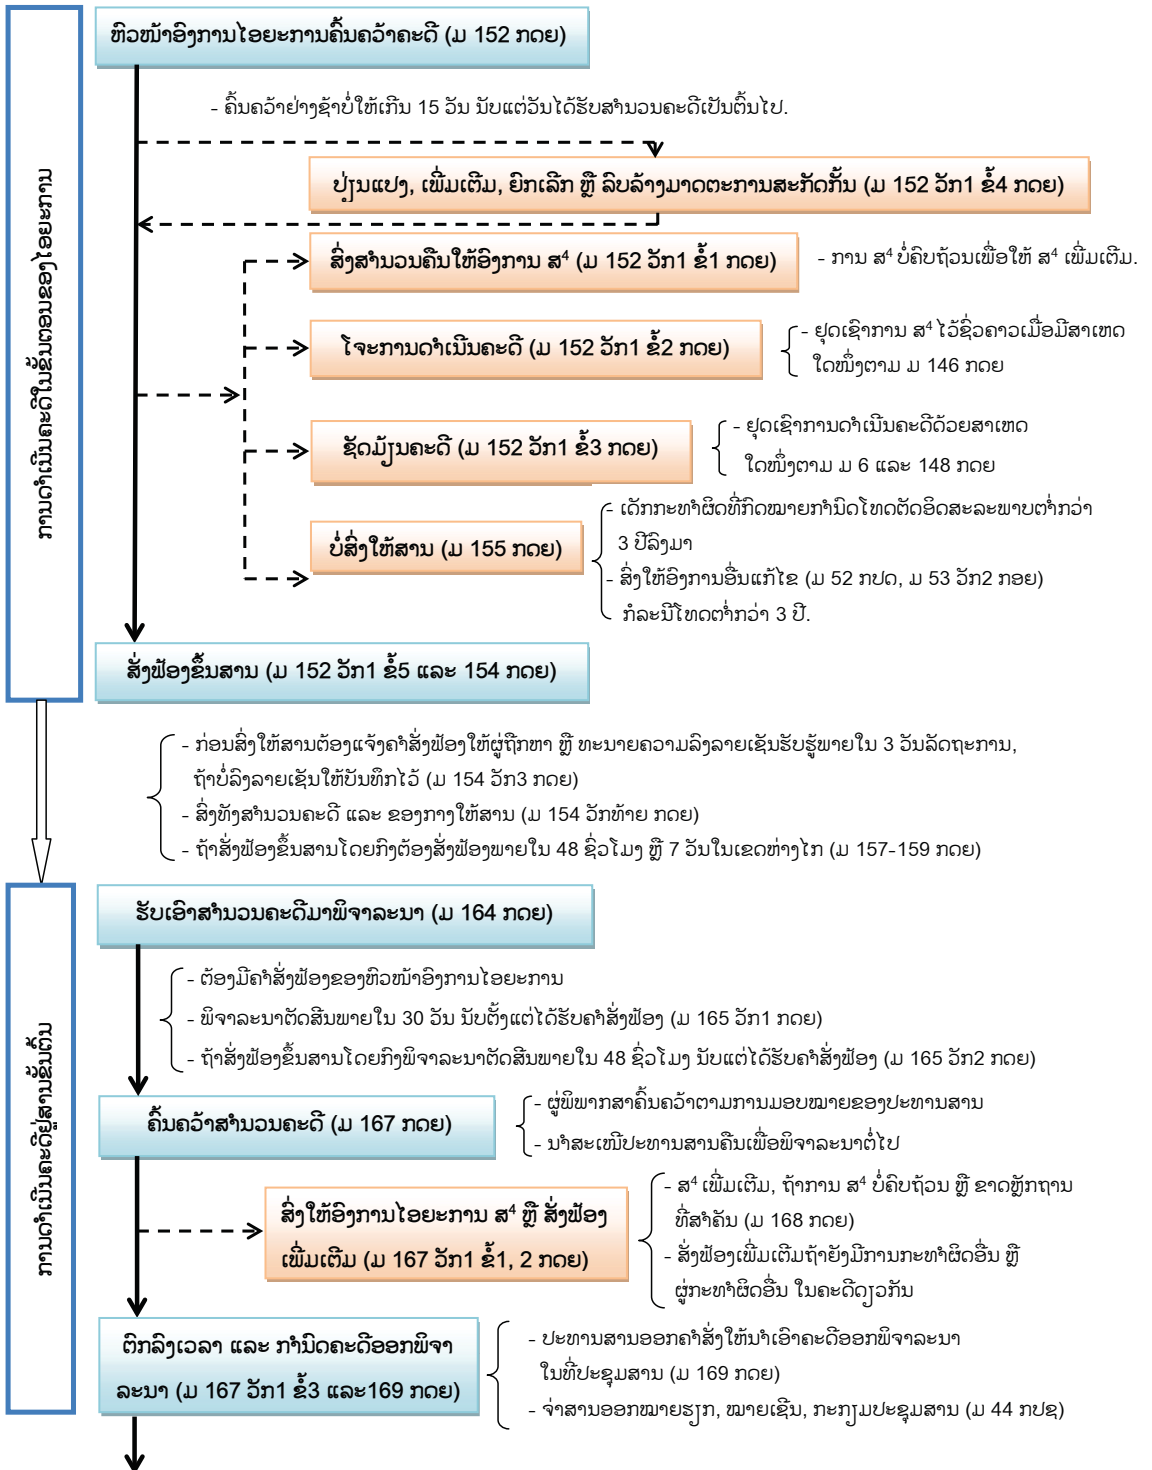 ການດຳເນີນຄະດີໃນຂັ້ນຕອນຂອງໄອຍະການ
ຫົວໜ້າອົງການໄອຍະການຄົ້ນຄວ້າຄະດີ (ມ 152 ກດຍ)
- ຄົ້ນຄວ້າຢ່າງຊ້າບໍ່ໃຫ້ເກີນ 15 ວັນ ນັບແຕ່ວັນໄດ້ຮັບສຳນວນຄະດີເປັນຕົ້ນໄປ.
ປ່ຽນແປງ, ເພີ່ມເຕີມ, ຍົກເລີກ ຫຼື ລົບລ້າງມາດຕະການສະກັດກັ້ນ (ມ 152 ວັກ1 ຂໍ້4 ກດຍ)
ສົ່ງສຳນວນຄືນໃຫ້ອົງການ ສ⁴ (ມ 152 ວັກ1 ຂໍ້1 ກດຍ)
- ການ ສ⁴ ບໍ່ຄົບຖ້ວນເພື່ອໃຫ້ ສ⁴ ເພີ່ມເຕີມ.
ໂຈະການດຳເນີນຄະດີ (ມ 152 ວັກ1 ຂໍ້2 ກດຍ)
- ຢຸດເຊົາການ ສ⁴ ໄວ້ຊົ່ວຄາວເມື່ອມີສາເຫດ
ໃດໜຶ່ງຕາມ ມ 146 ກດຍ
ຊັດມ້ຽນຄະດີ (ມ 152 ວັກ1 ຂໍ້3 ກດຍ)
- ຢຸດເຊົາການດຳເນີນຄະດີດ້ວຍສາເຫດ
ໃດໜຶ່ງຕາມ ມ 6 ແລະ 148 ກດຍ
ບໍ່ສົ່ງໃຫ້ສານ (ມ 155 ກດຍ)
- ເດັກກະທຳຜິດທີ່ກົດໝາຍກຳນົດໂທດຕັດອິດສະລະພາບຕ່ຳກວ່າ
3 ປີລົງມາ
- ສົ່ງໃຫ້ອົງການອື່ນແກ້ໄຂ (ມ 52 ກປດ, ມ 53 ວັກ2 ກອຍ)
ກໍລະນີໂທດຕ່ຳກວ່າ 3 ປີ.
ສັ່ງຟ້ອງຂຶ້ນສານ (ມ 152 ວັກ1 ຂໍ້5 ແລະ 154 ກດຍ)
- ກ່ອນສົ່ງໃຫ້ສານຕ້ອງແຈ້ງຄຳສັ່ງຟ້ອງໃຫ້ຜູ່ຖືກຫາ ຫຼື ທະນາຍຄວາມລົງລາຍເຊັນຮັບຮູ້ພາຍໃນ 3 ວັນລັດຖະການ,
ຖ້າບໍ່ລົງລາຍເຊັນໃຫ້ບັນທຶກໄວ້ (ມ 154 ວັກ3 ກດຍ)
- ສົ່ງທັງສຳນວນຄະດີ ແລະ ຂອງກາງໃຫ້ສານ (ມ 154 ວັກທ້າຍ ກດຍ)
- ຖ້າສັ່ງຟ້ອງຂຶ້ນສານໂດຍກົງຕ້ອງສັ່ງຟ້ອງພາຍໃນ 48 ຊົ່ວໂມງ ຫຼື 7 ວັນໃນເຂດຫ່າງໄກ (ມ 157-159 ກດຍ)
ການດຳເນີນຄະດີຢູ່ສານຂັ້ນຕົ້ນ
ຮັບເອົາສຳນວນຄະດີມາພິຈາລະນາ (ມ 164 ກດຍ)
- ຕ້ອງມີຄຳສັ່ງຟ້ອງຂອງຫົວໜ້າອົງການໄອຍະການ
- ພິຈາລະນາຕັດສີນພາຍໃນ 30 ວັນ ນັບຕັ້ງແຕ່ໄດ້ຮັບຄຳສັ່ງຟ້ອງ (ມ 165 ວັກ1 ກດຍ)
- ຖ້າສັ່ງຟ້ອງຂຶ້ນສານໂດຍກົງພິຈາລະນາຕັດສີນພາຍໃນ 48 ຊົ່ວໂມງ ນັບແຕ່ໄດ້ຮັບຄຳສັ່ງຟ້ອງ (ມ 165 ວັກ2 ກດຍ)
ຄົ້ນຄວ້າສຳນວນຄະດີ (ມ 167 ກດຍ)
- ຜູ່ພິພາກສາຄົ້ນຄວ້າຕາມການມອບໝາຍຂອງປະທານສານ
- ນຳສະເໜີປະທານສານຄືນເພື່ອພິຈາລະນາຕໍ່ໄປ
ສົ່ງໃຫ້ອົງການໄອຍະການ ສ⁴ ຫຼື ສັ່ງຟ້ອງ
ເພີ່ມເຕີມ (ມ 167 ວັກ1 ຂໍ້1, 2 ກດຍ)
- ສ⁴ ເພີ່ມເຕີມ, ຖ້າການ ສ⁴ ບໍ່ຄົບຖ້ວນ ຫຼື ຂາດຫຼັກຖານ
ທີ່ສຳຄັນ (ມ 168 ກດຍ)
- ສັ່ງຟ້ອງເພີ່ມເຕີມຖ້າຍັງມີການກະທຳຜິດອື່ນ ຫຼື
ຜູ່ກະທຳຜິດອື່ນ ໃນຄະດີດຽວກັນ
ຕົກລົງເວລາ ແລະ ກຳນົດຄະດີອອກພິຈາ
ລະນາ (ມ 167 ວັກ1 ຂໍ້3 ແລະ169 ກດຍ)
- ປະທານສານອອກຄຳສັ່ງໃຫ້ນຳເອົາຄະດີອອກພິຈາລະນາ
ໃນທີ່ປະຊຸມສານ (ມ 169 ກດຍ)
- ຈ່າສານອອກໝາຍຮຽກ, ໝາຍເຊີນ, ກະກຽມປະຊຸມສານ (ມ 44 ກປຊ)